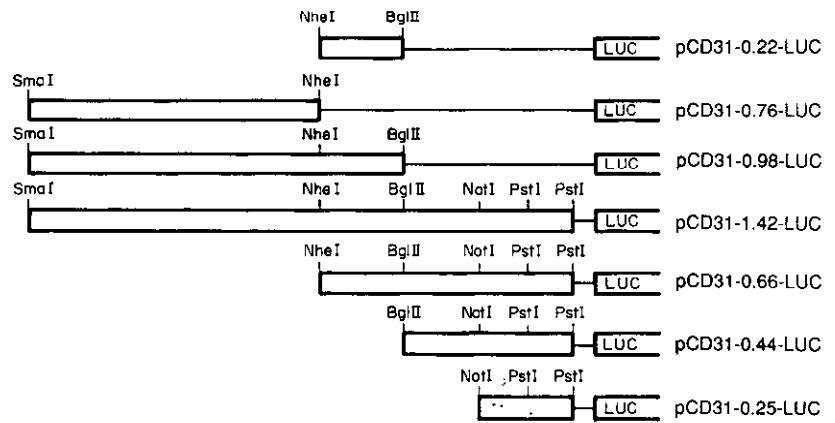 NheI BglII
LUC pCD31-0.22-LUC
SmaI NheI
LUC pCD31-0.76-LUC
SmaI NheI BglII
LUC pCD31-0.98-LUC
SmaI NheI BglII NotI PstI PstI
LUC pCD31-1.42-LUC
NheI BglII NotI PstI PstI
LUC pCD31-0.66-LUC
BglII NotI PstI PstI
LUC pCD31-0.44-LUC
NotI PstI PstI
LUC pCD31-0.25-LUC